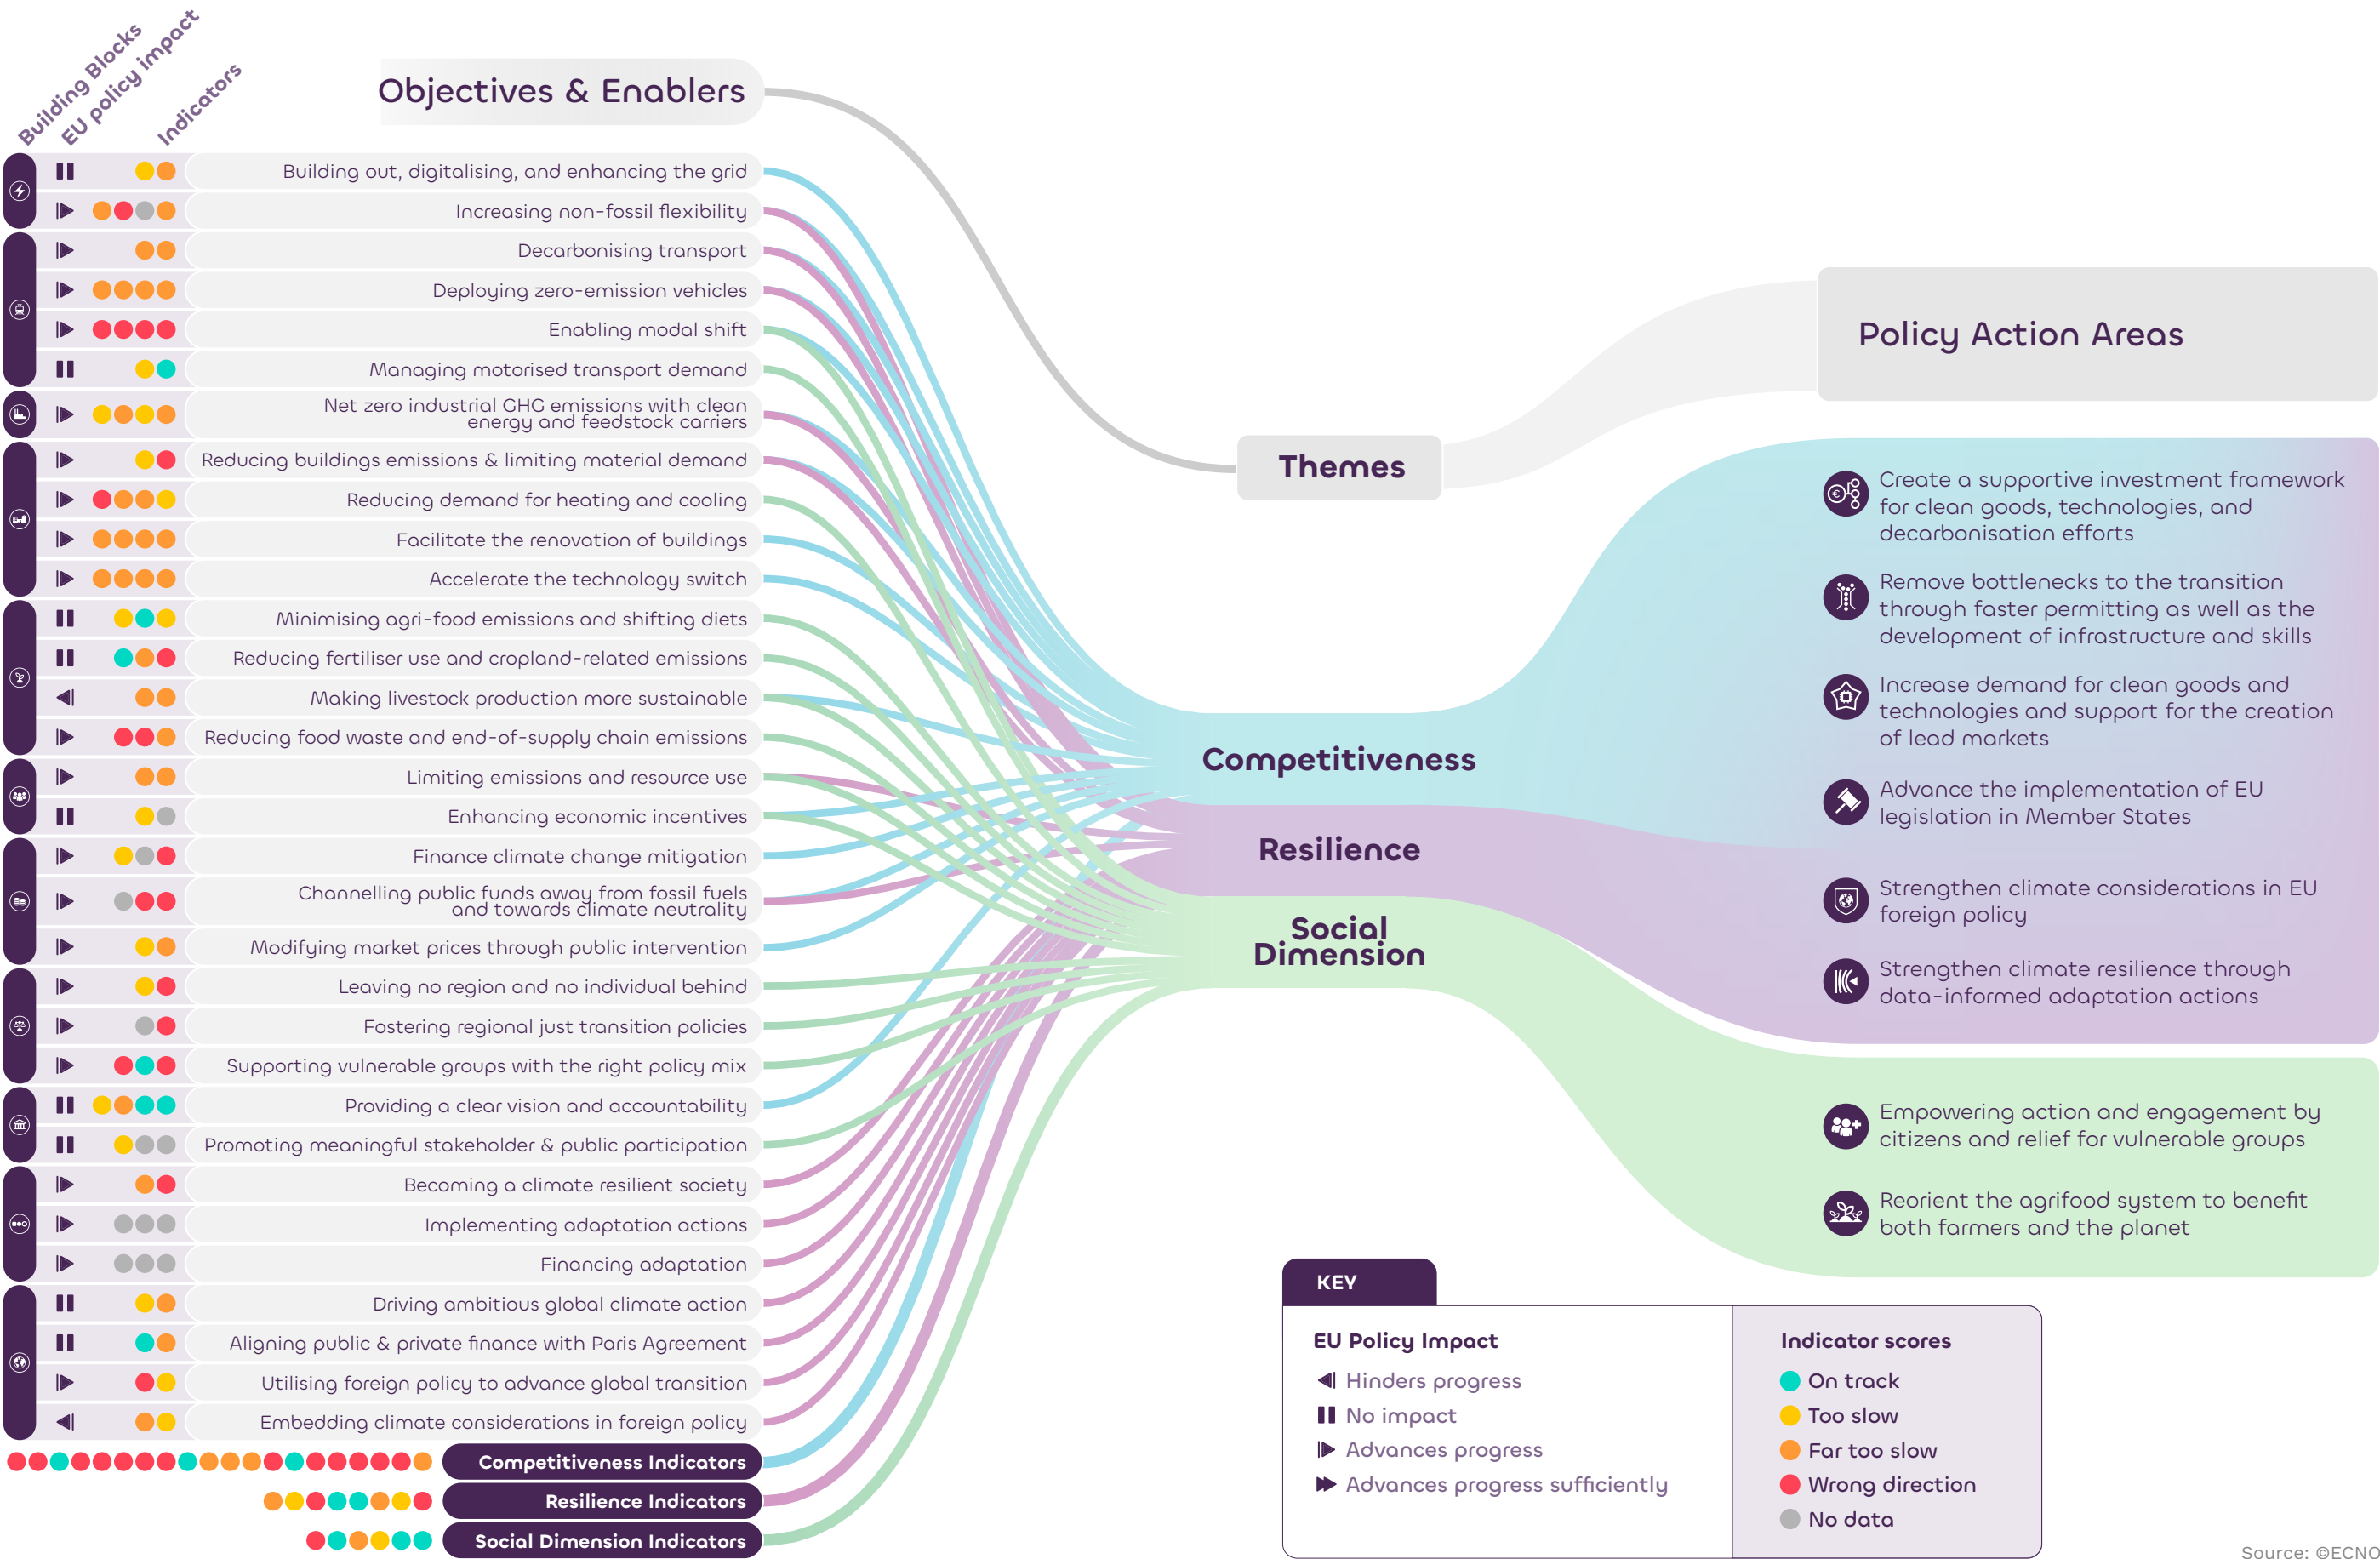 Building Blocks
EU policy impact
Indicators
Objectives & Enablers
Building out, digitalising, and enhancing the grid
Increasing non-fossil flexibility
Decarbonising transport
Deploying zero-emission vehicles
Enabling modal shift
Managing motorised transport demand
Net zero industrial GHG emissions with clean
energy and feedstock carriers
Reducing buildings emissions & limiting material demand
Reducing demand for heating and cooling
Facilitate the renovation of buildings
Accelerate the technology switch
Minimising agri-food emissions and shifting diets
Reducing fertiliser use and cropland-related emissions
Making livestock production more sustainable
Reducing food waste and end-of-supply chain emissions
Limiting emissions and resource use
Enhancing economic incentives
Finance climate change mitigation
Channelling public funds away from fossil fuels
and towards climate neutrality
Modifying market prices through public intervention
Leaving no region and no individual behind
Fostering regional just transition policies
Supporting vulnerable groups with the right policy mix
Providing a clear vision and accountability
Promoting meaningful stakeholder & public participation
Becoming a climate resilient society
Implementing adaptation actions
Financing adaptation
Driving ambitious global climate action
Aligning public & private finance with Paris Agreement
Utilising foreign policy to advance global transition
Embedding climate considerations in foreign policy
Competitiveness Indicators
Resilience Indicators
Social Dimension Indicators
Themes
Competitiveness
Resilience
Social
Dimension
Policy Action Areas
Create a supportive investment framework
for clean goods, technologies, and
decarbonisation efforts
Remove bottlenecks to the transition
through faster permitting as well as the
development of infrastructure and skills
Increase demand for clean goods and
technologies and support for the creation
of lead markets
Advance the implementation of EU
legislation in Member States
Strengthen climate considerations in EU
foreign policy
Strengthen climate resilience through
data-informed adaptation actions
Empowering action and engagement by
citizens and relief for vulnerable groups
Reorient the agrifood system to benefit
both farmers and the planet
KEY
EU Policy Impact
Hinders progress
No impact
Advances progress
Advances progress sufficiently
Indicator scores
On track
Too slow
Far too slow
Wrong direction
No data
Source: ©ECNO